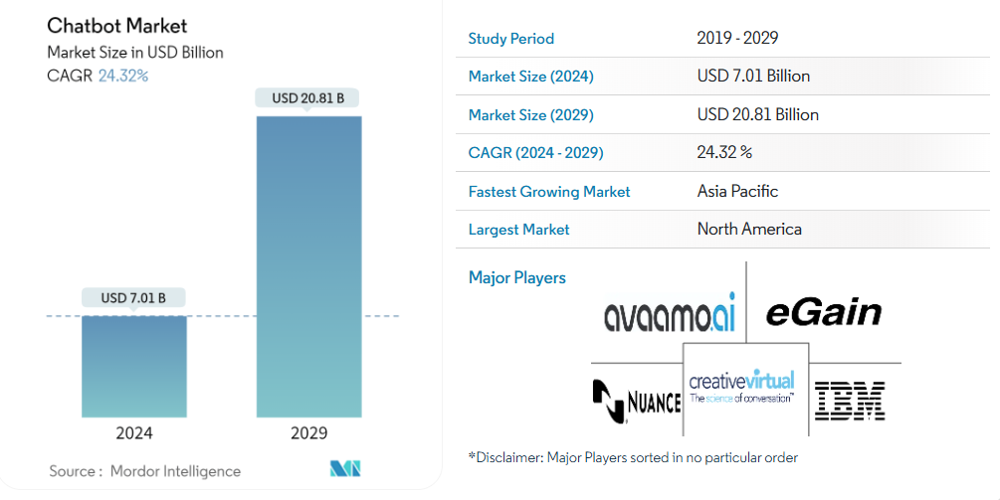 Chatbot Market
Market Size in USD Billion
CAGR 24.32%
USD 20.81 B
USD 7.01 B
2024 2029
Source : Mordor Intelligence
Study Period 2019 - 2029
Market Size (2024) USD 7.01 Billion
Market Size (2029) USD 20.81 Billion
CAGR (2024 - 2029) 24.32 %
Fastest Growing Market Asia Pacific
Largest Market North America
Major Players
avaamo.ai eGain
NUANCE creativevirtual IBM
The science of conversation™
*Disclaimer: Major Players sorted in no particular order